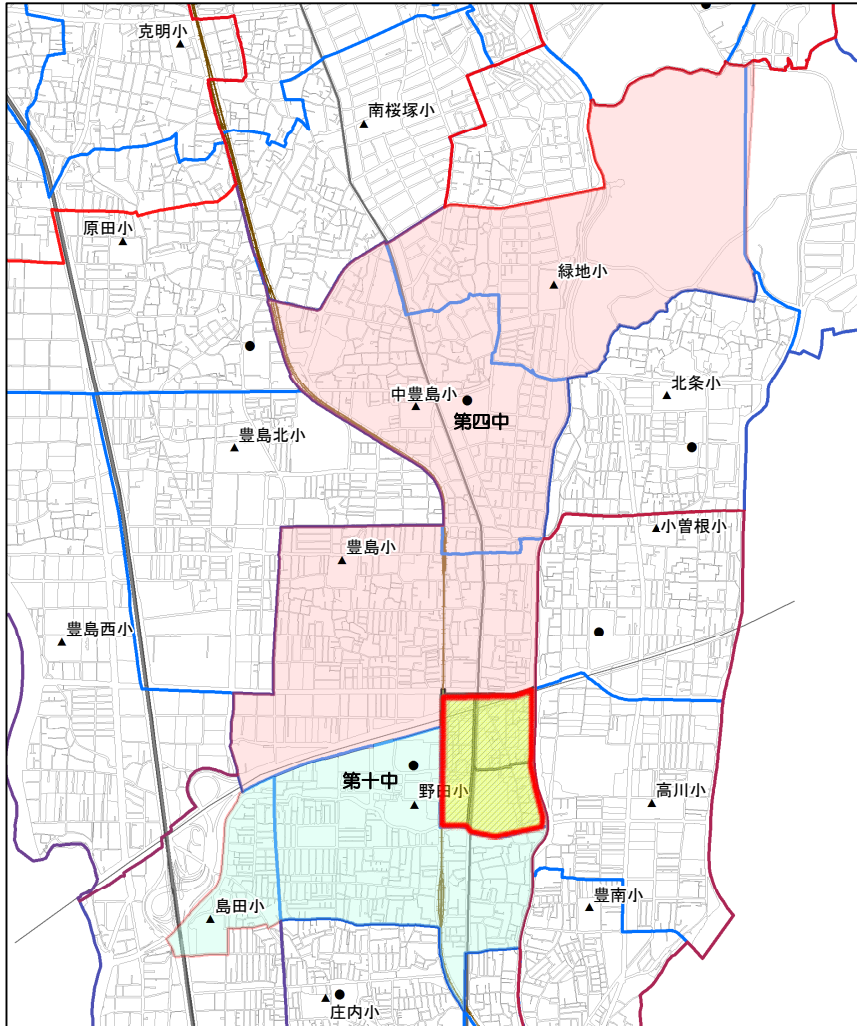 克明小
南桜塚小
原田小
緑地小
北条小
中豊島小
第四中
豊島北小
小曽根小
豊島小
豊島西小
第十中
野田小
高川小
豊南小
島田小
庄内小